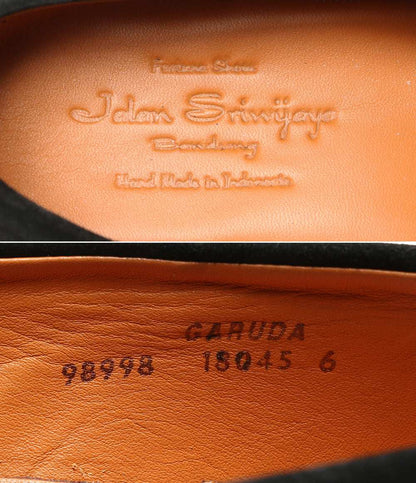 Fortuna Shoes
Jalan Sriwijaya
Bandung
Hand Made in Indonesia
GARUDA
98998 18045 6